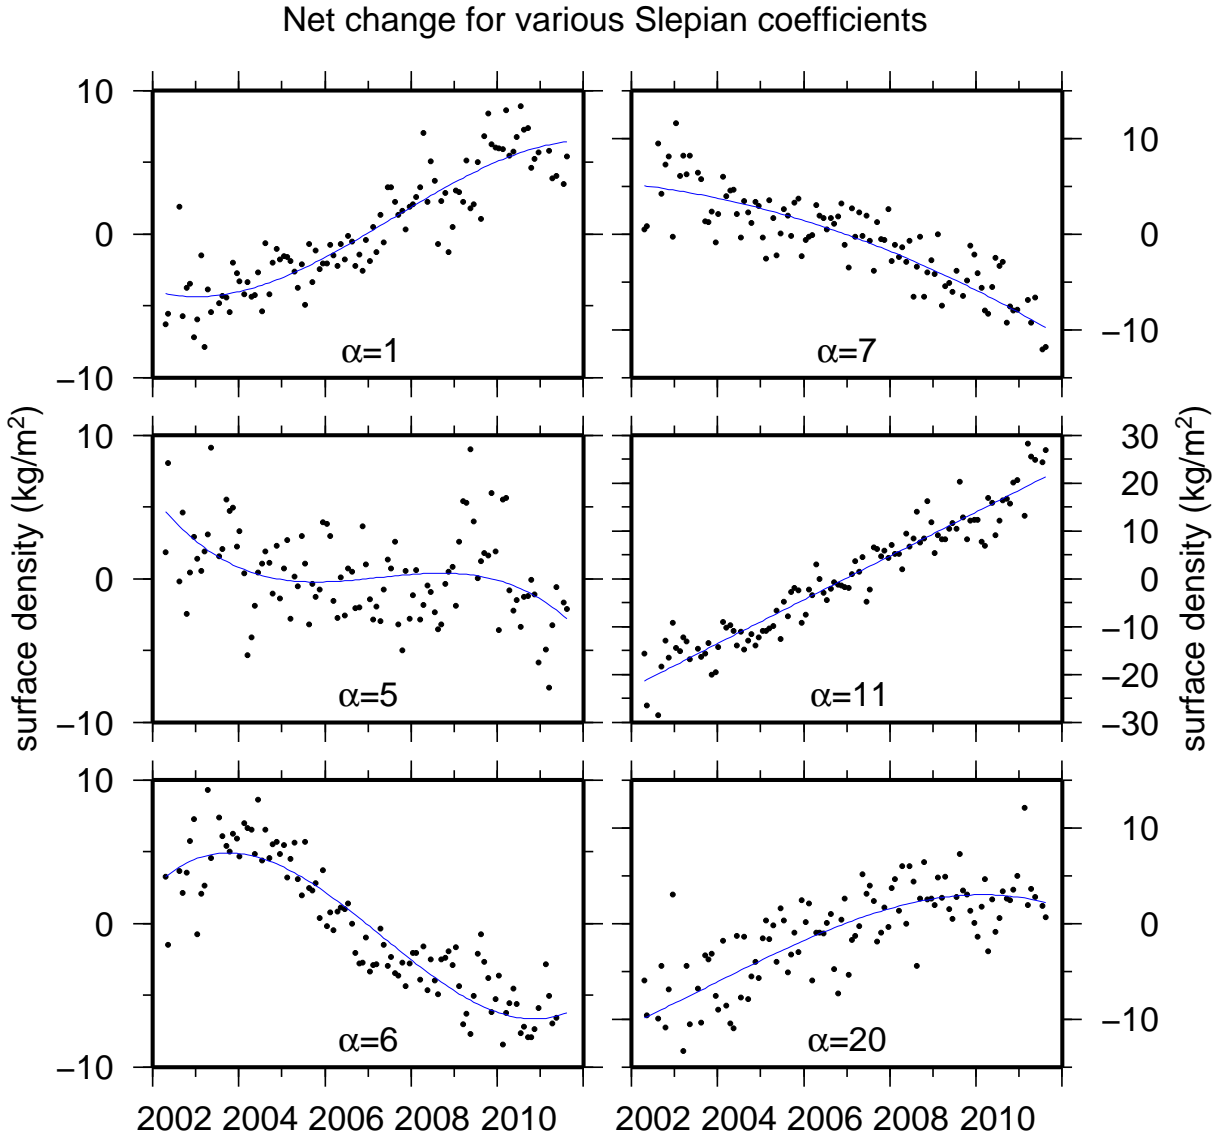 Net change for various Slepian coefficients
10
0
−10
α=1
10
0
−10
α=7
surface density (kg/m2)
10
0
−10
α=5
30
20
10
0
−10
−20
−30
α=11
surface density (kg/m2)
10
0
−10
α=6
10
0
−10
α=20
2002 2004 2006 2008 2010
2002 2004 2006 2008 2010